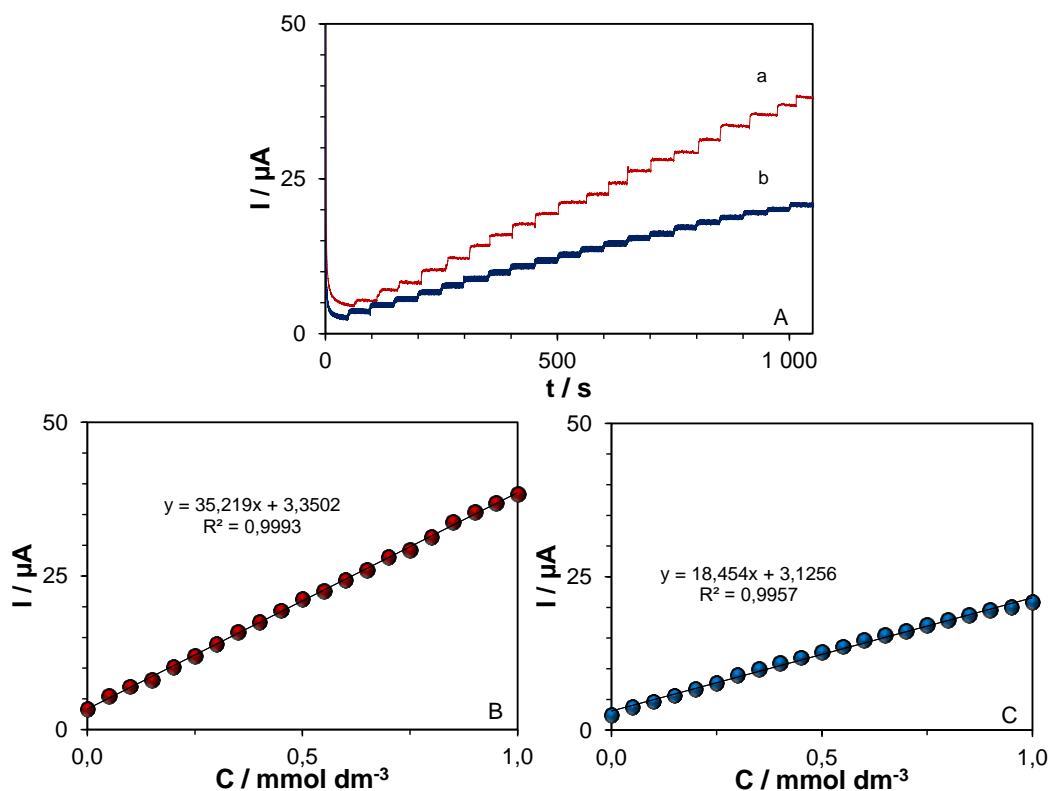 50
25
0
I / µA
a
b
A
0
500
1 000
t / s
50
25
0
I / µA
y = 35,219x + 3,3502
R² = 0,9993
B
0,0
0,5
1,0
C / mmol dm-3
50
25
0
I / µA
y = 18,454x + 3,1256
R² = 0,9957
C
0,0
0,5
1,0
C / mmol dm-3